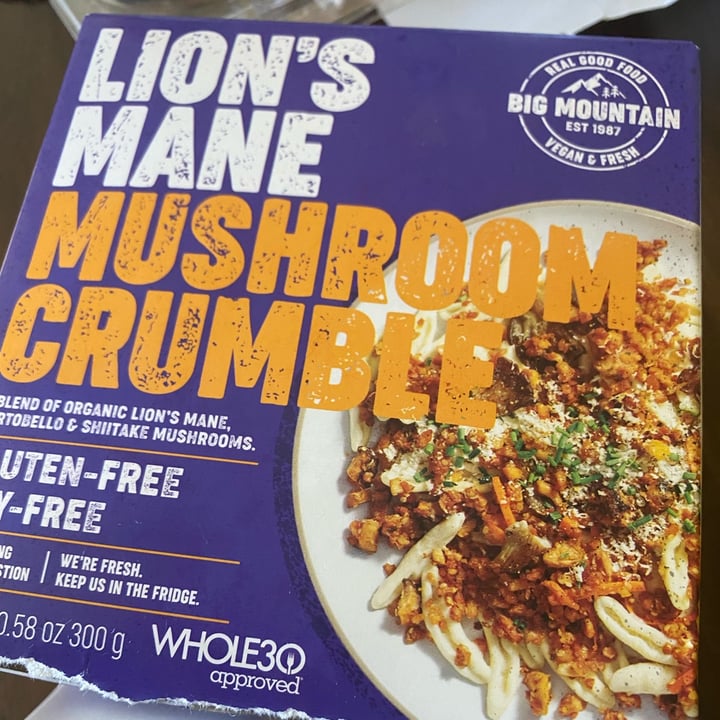 LION'S
MANE
MUSHROOM
CRUMBLE
REAL GOOD FOOD
BIG MOUNTAIN
EST 1987
VEGAN & FRESH
BLEND OF ORGANIC LION'S MANE,
RTOBELLO & SHIITAKE MUSHROOMS.
UTEN-FREE
Y-FREE
NG
STION
WE'RE FRESH.
KEEP US IN THE FRIDGE.
0.58 OZ 300 g
WHOLE30
approved